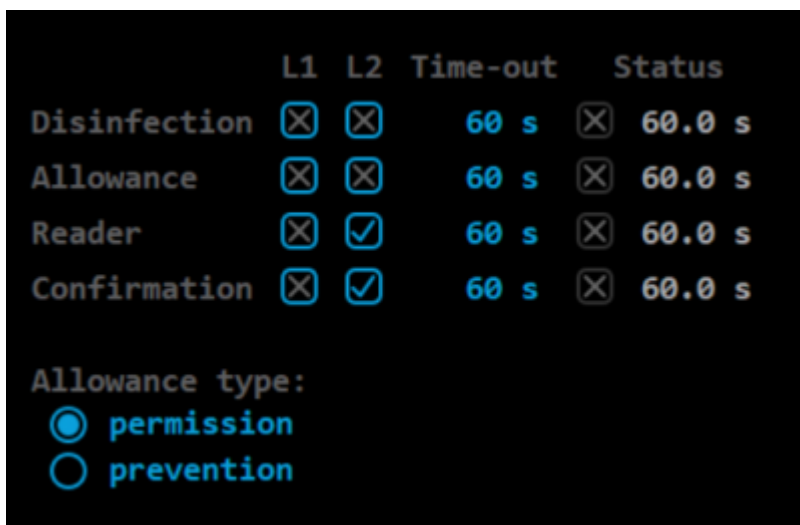 L1 L2 Time-out Status
Disinfection 60 s 60.0 s
Allowance 60 s 60.0 s
Reader 60 s 60.0 s
Confirmation 60 s 60.0 s
Allowance type:
permission
prevention